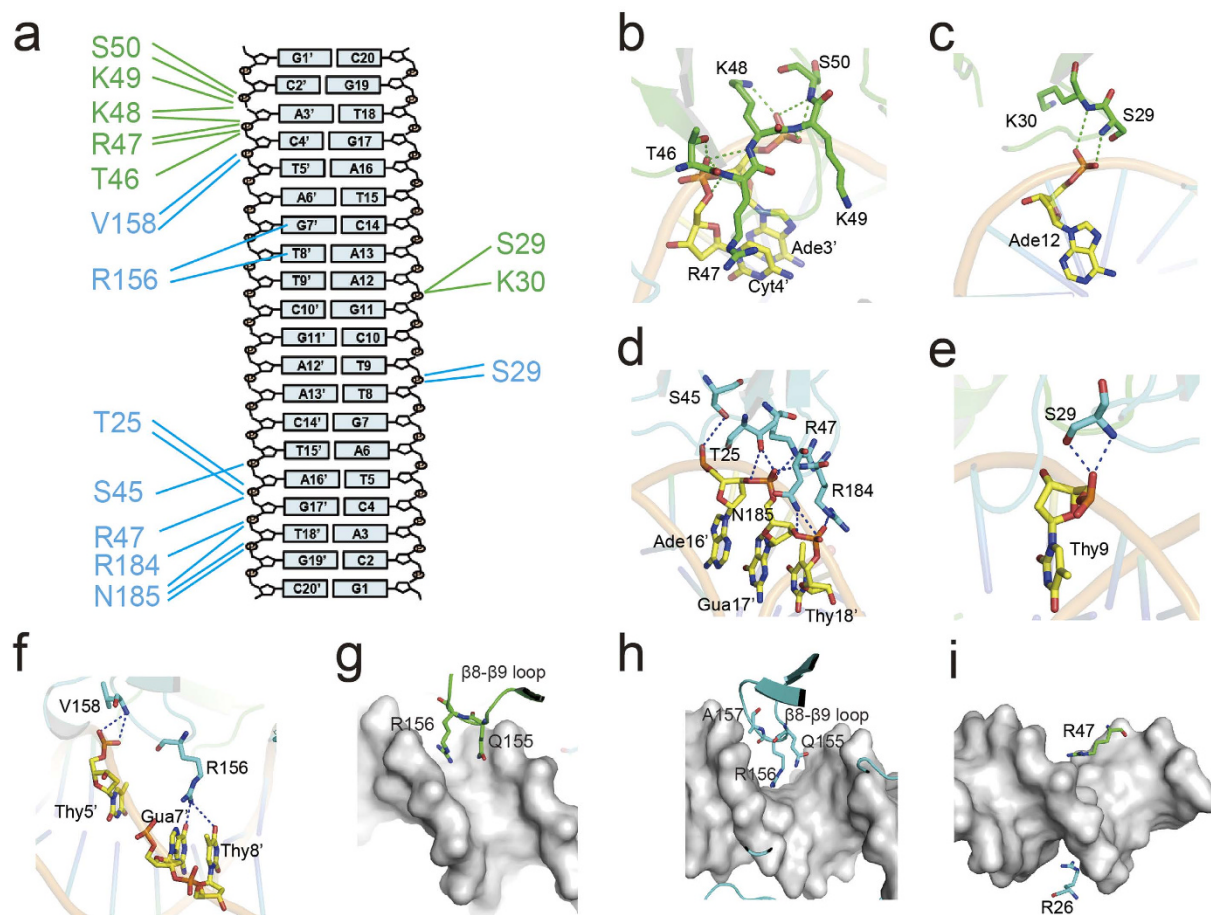 a
S50
K49
K48
R47
T46
V158
R156
T25
S45
R47
R184
N185
G1' C20
C2' G19
A3' T18
C4' G17
T5' A16
A6' T15
G7' C14
T8' A13
T9' A12
C10' G11
G11' C10
A12' T9
A13' T8
C14' G7
T15' A6
A16' T5
G17' C4
T18' A3
G19' C2
C20' G1
S29
K30
S29
b
K48
S50
T46
K49
Ade3'
R47
Cyt4'
c
K30
S29
Ade12
d
S45
R47
T25
R184
N185
Ade16'
Gua17'
Thy18'
e
S29
Thy9
f
V158
R156
Thy5'
Gua7'
Thy8'
g
β8-β9 loop
R156
Q155
h
A157
β8-β9 loop
Q155
R156
i
R47
R26